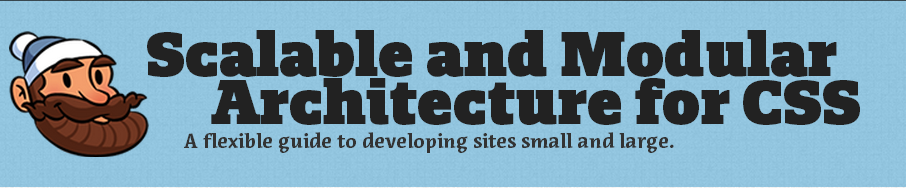 Scalable and Modular
Architecture for CSS
A flexible guide to developing sites small and large.